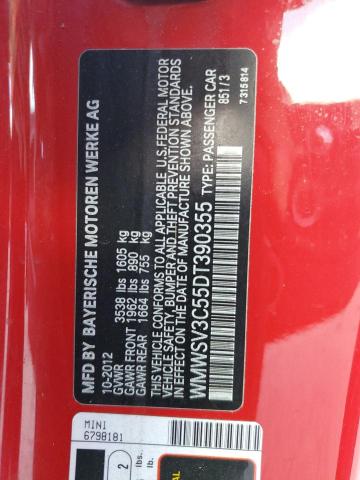 MFD BY BAYERISCHE MOTOREN WERKE AG
10-2012
GVWR 3538 lbs 1605 kg
GAWR FRONT 1962 lbs 890 kg
GAWR REAR 1664 lbs 755 kg
THIS VEHICLE CONFORMS TO ALL APPLICABLE U.S.FEDERAL MOTOR
VEHICLE SAFETY, BUMPER AND THEFT PREVENTION STANDARDS
IN EFFECT ON THE DATE OF MANUFACTURE SHOWN ABOVE.
WMWSV3C55DT390355 TYPE: PASSENGER CAR
851/3
7315814
MINI
6798181
2
lbs.
lb.